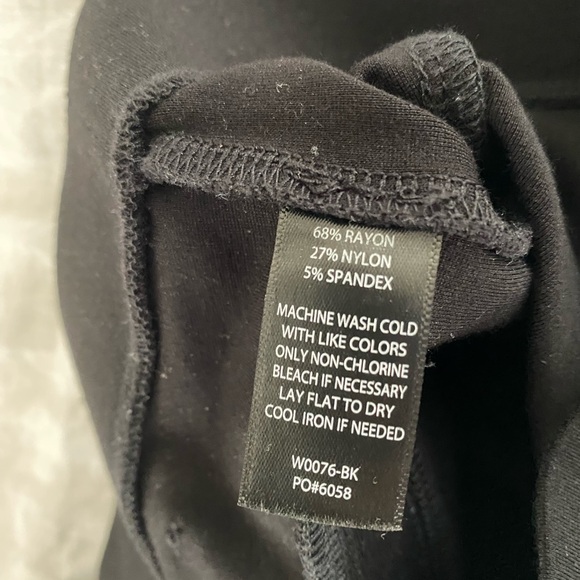 68% RAYON
27% NYLON
5% SPANDEX
MACHINE WASH COLD
WITH LIKE COLORS
ONLY NON-CHLORINE
BLEACH IF NECESSARY
LAY FLAT TO DRY
COOL IRON IF NEEDED
W0076-BK
PO#6058